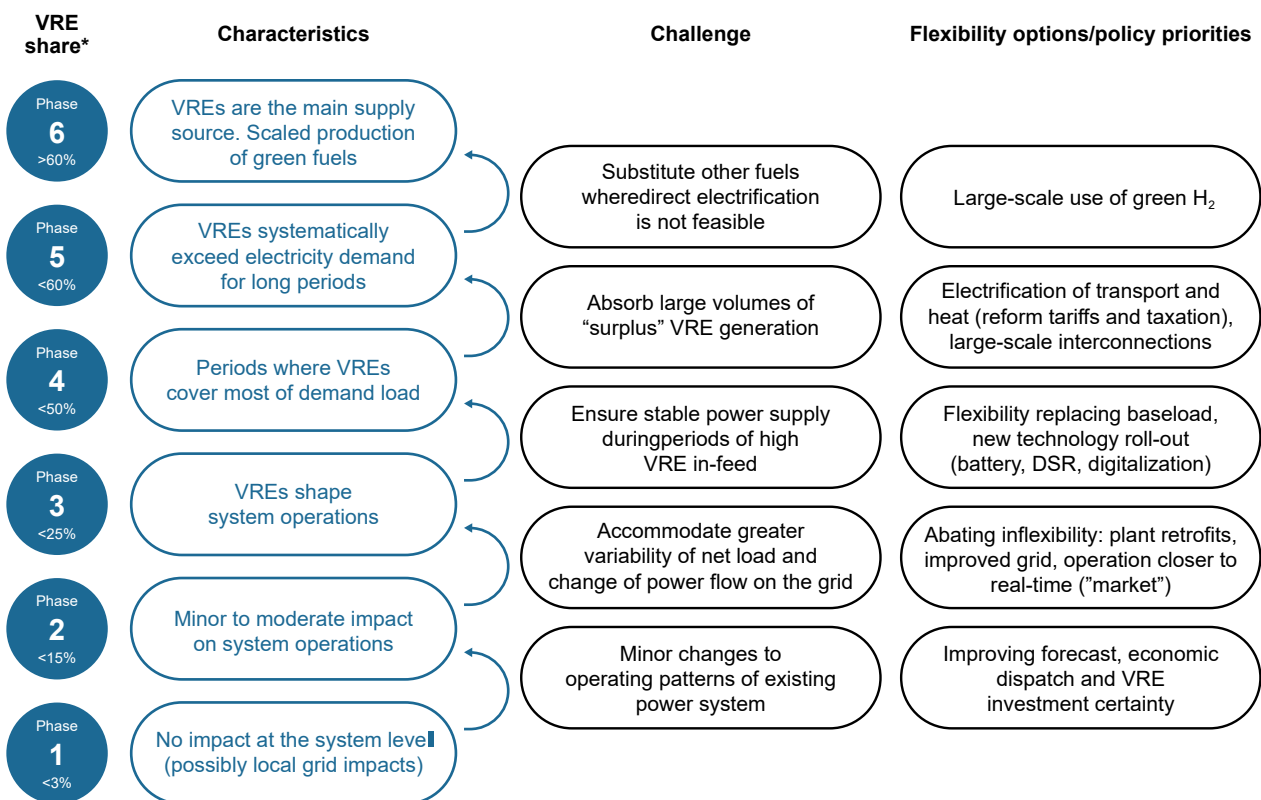 VRE
share*
Characteristics
Challenge
Flexibility options/policy priorities
Phase
6
>60%
VREs are the main supply
source. Scaled production
of green fuels
Substitute other fuels
wheredirect electrification
is not feasible
Large-scale use of green H₂
Phase
5
<60%
VREs systematically
exceed electricity demand
for long periods
Absorb large volumes of
“surplus” VRE generation
Electrification of transport and
heat (reform tariffs and taxation),
large-scale interconnections
Phase
4
<50%
Periods where VREs
cover most of demand load
Ensure stable power supply
duringperiods of high
VRE in-feed
Flexibility replacing baseload,
new technology roll-out
(battery, DSR, digitalization)
Phase
3
<25%
VREs shape
system operations
Accommodate greater
variability of net load and
change of power flow on the grid
Abating inflexibility: plant retrofits,
improved grid, operation closer to
real-time (”market”)
Phase
2
<15%
Minor to moderate impact
on system operations
Minor changes to
operating patterns of existing
power system
Improving forecast, economic
dispatch and VRE
investment certainty
Phase
1
<3%
No impact at the system level
(possibly local grid impacts)